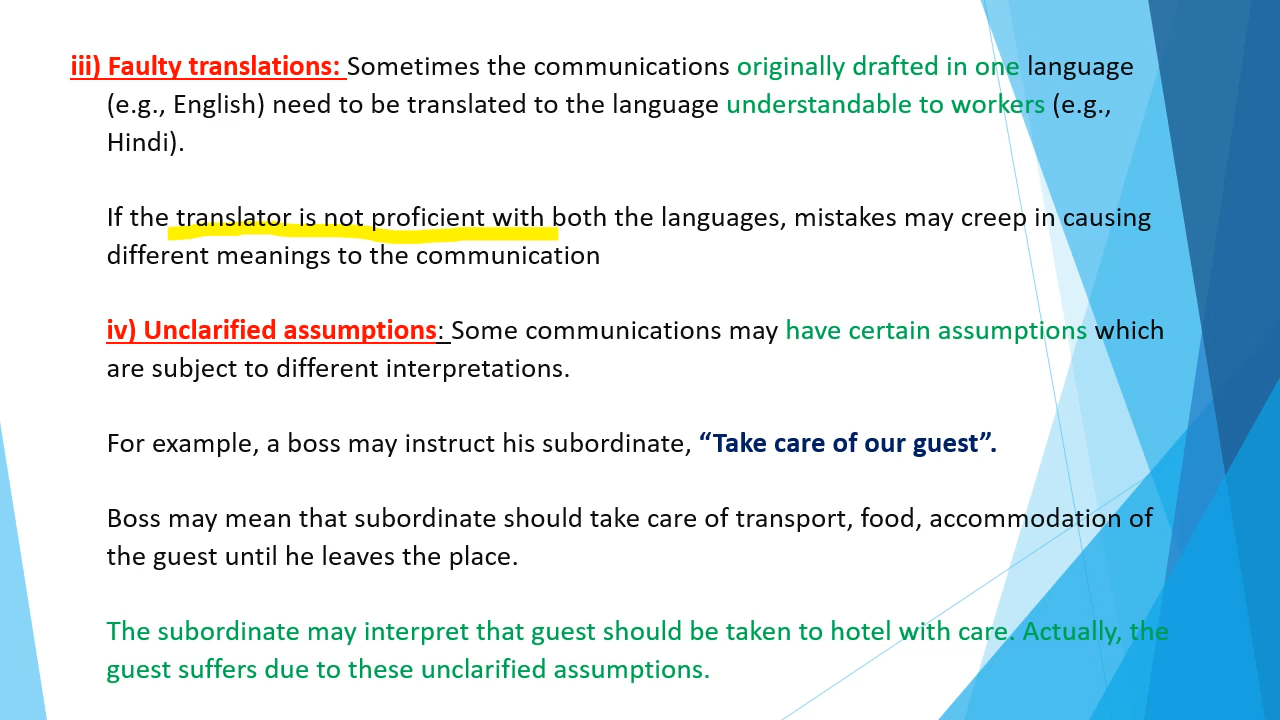 iii) Faulty translations: Sometimes the communications originally drafted in one language
(e.g., English) need to be translated to the language understandable to workers (e.g.,
Hindi).
If the translator is not proficient with both the languages, mistakes may creep in causing
different meanings to the communication
iv) Unclarified assumptions: Some communications may have certain assumptions which
are subject to different interpretations.
For example, a boss may instruct his subordinate, “Take care of our guest”.
Boss may mean that subordinate should take care of transport, food, accommodation of
the guest until he leaves the place.
The subordinate may interpret that guest should be taken to hotel with care. Actually, the
guest suffers due to these unclarified assumptions.